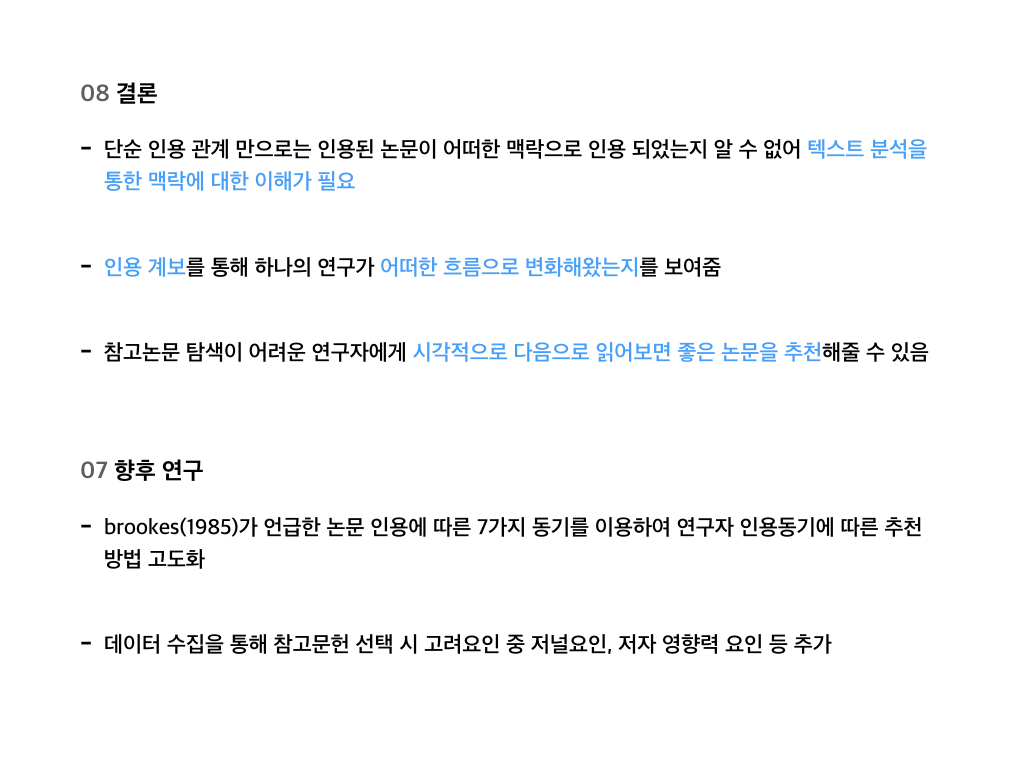 08 결론
- 단순 인용 관계 만으로는 인용된 논문이 어떠한 맥락으로 인용 되었는지 알 수 없어 텍스트 분석을
통한 맥락에 대한 이해가 필요
- 인용 계보를 통해 하나의 연구가 어떠한 흐름으로 변화해왔는지를 보여줌
- 참고논문 탐색이 어려운 연구자에게 시각적으로 다음으로 읽어보면 좋은 논문을 추천해줄 수 있음
07 향후 연구
- brookes(1985)가 언급한 논문 인용에 따른 7가지 동기를 이용하여 연구자 인용동기에 따른 추천
방법 고도화
- 데이터 수집을 통해 참고문헌 선택 시 고려요인 중 저널요인, 저자 영향력 요인 등 추가